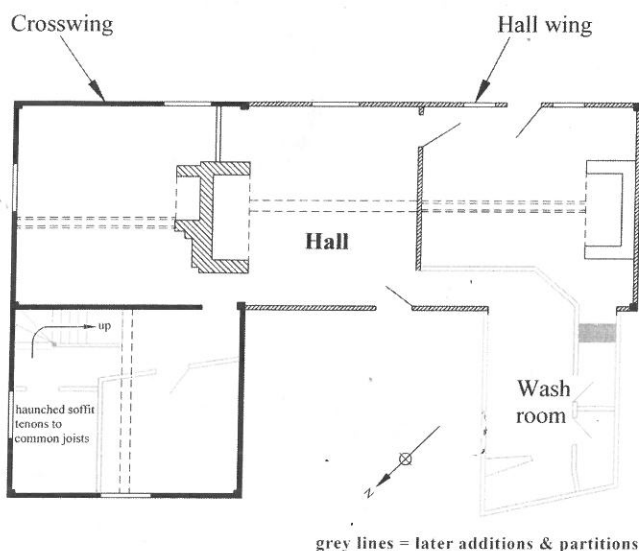 Crosswing
Hall wing
Hall
up
haunched soffit
tenons to
common joists
Wash
room
N
grey lines = later additions & partitions